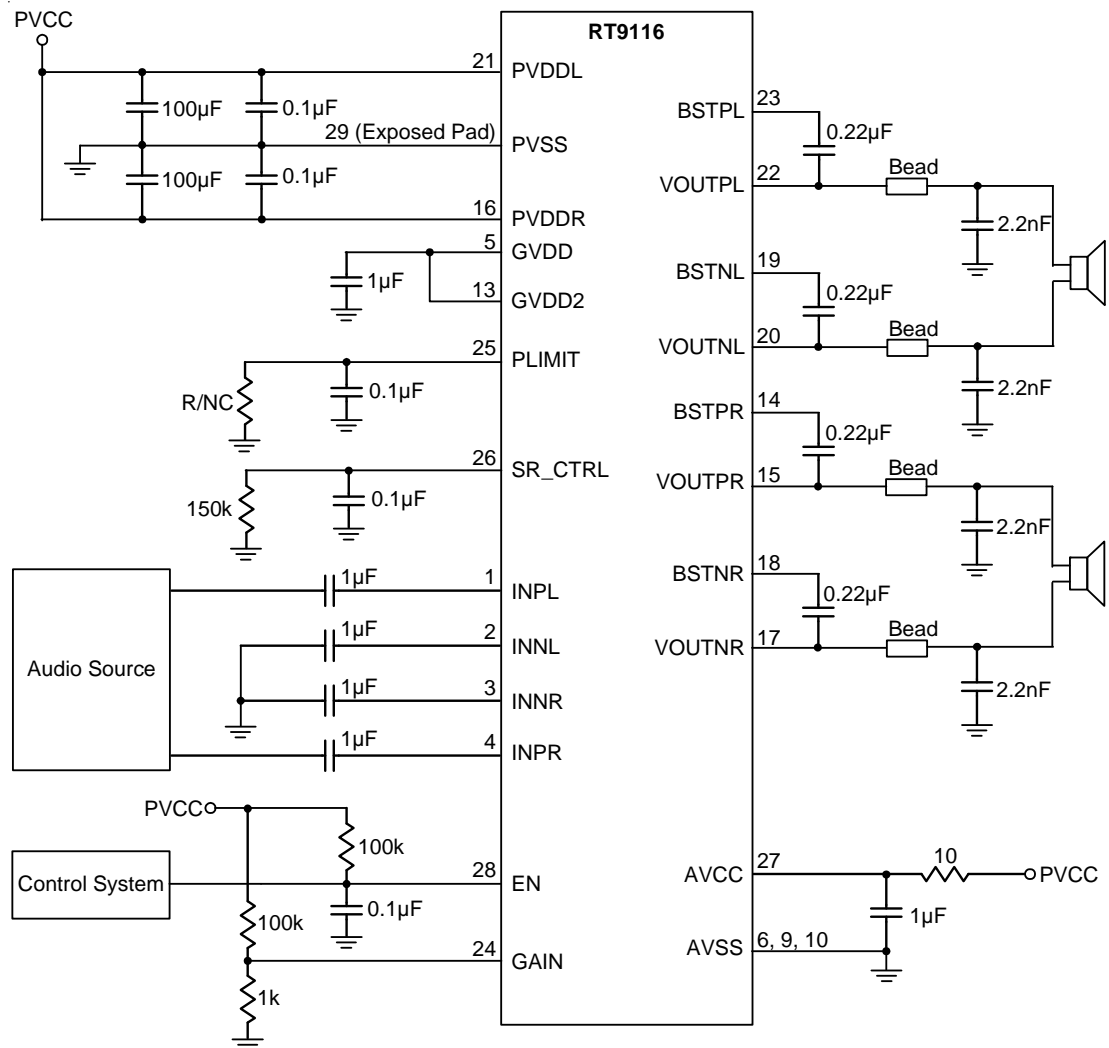 PVCC
RT9116
21
PVDDL
100µF
0.1µF
29 (Exposed Pad)
PVSS
100µF
0.1µF
16
PVDDR
5
GVDD
1µF
13
GVDD2
25
PLIMIT
R/NC
0.1µF
26
SR_CTRL
150k
0.1µF
Audio Source
1µF
1
INPL
1µF
2
INNL
1µF
3
INNR
1µF
4
INPR
PVCC
100k
Control System
28
EN
0.1µF
100k
24
GAIN
1k
23
BSTPL
0.22µF
22
VOUTPL
Bead
2.2nF
19
BSTNL
0.22µF
20
VOUTNL
Bead
2.2nF
14
BSTPR
0.22µF
15
VOUTPR
Bead
2.2nF
18
BSTNR
0.22µF
17
VOUTNR
Bead
2.2nF
27
AVCC
10
PVCC
1µF
AVSS
6, 9, 10